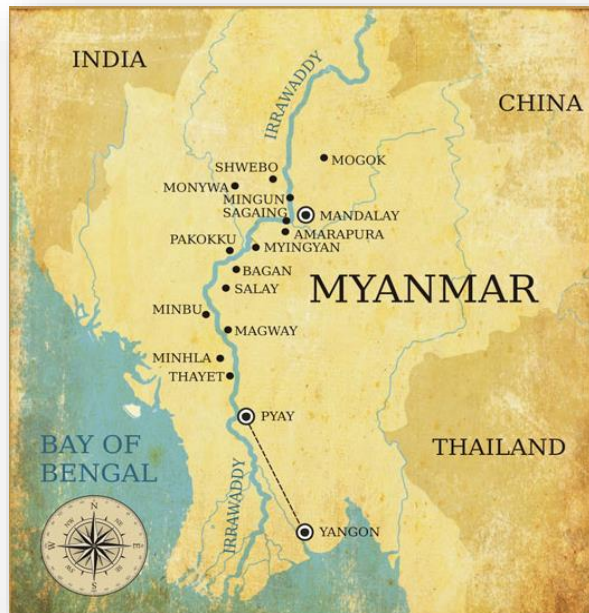 INDIA
IRRAWADDY
CHINA
SHWEBO
MOGOK
MONYWA
MINGUN
SAGAING
MANDALAY
AMARAPURA
PAKOKKU
MYINGYAN
BAGAN
SALAY
MYANMAR
MINBU
MAGWAY
MINHLA
THAYET
PYAY
BAY OF
BENGAL
THAILAND
IRRAWADDY
YANGON
N
W
E
S